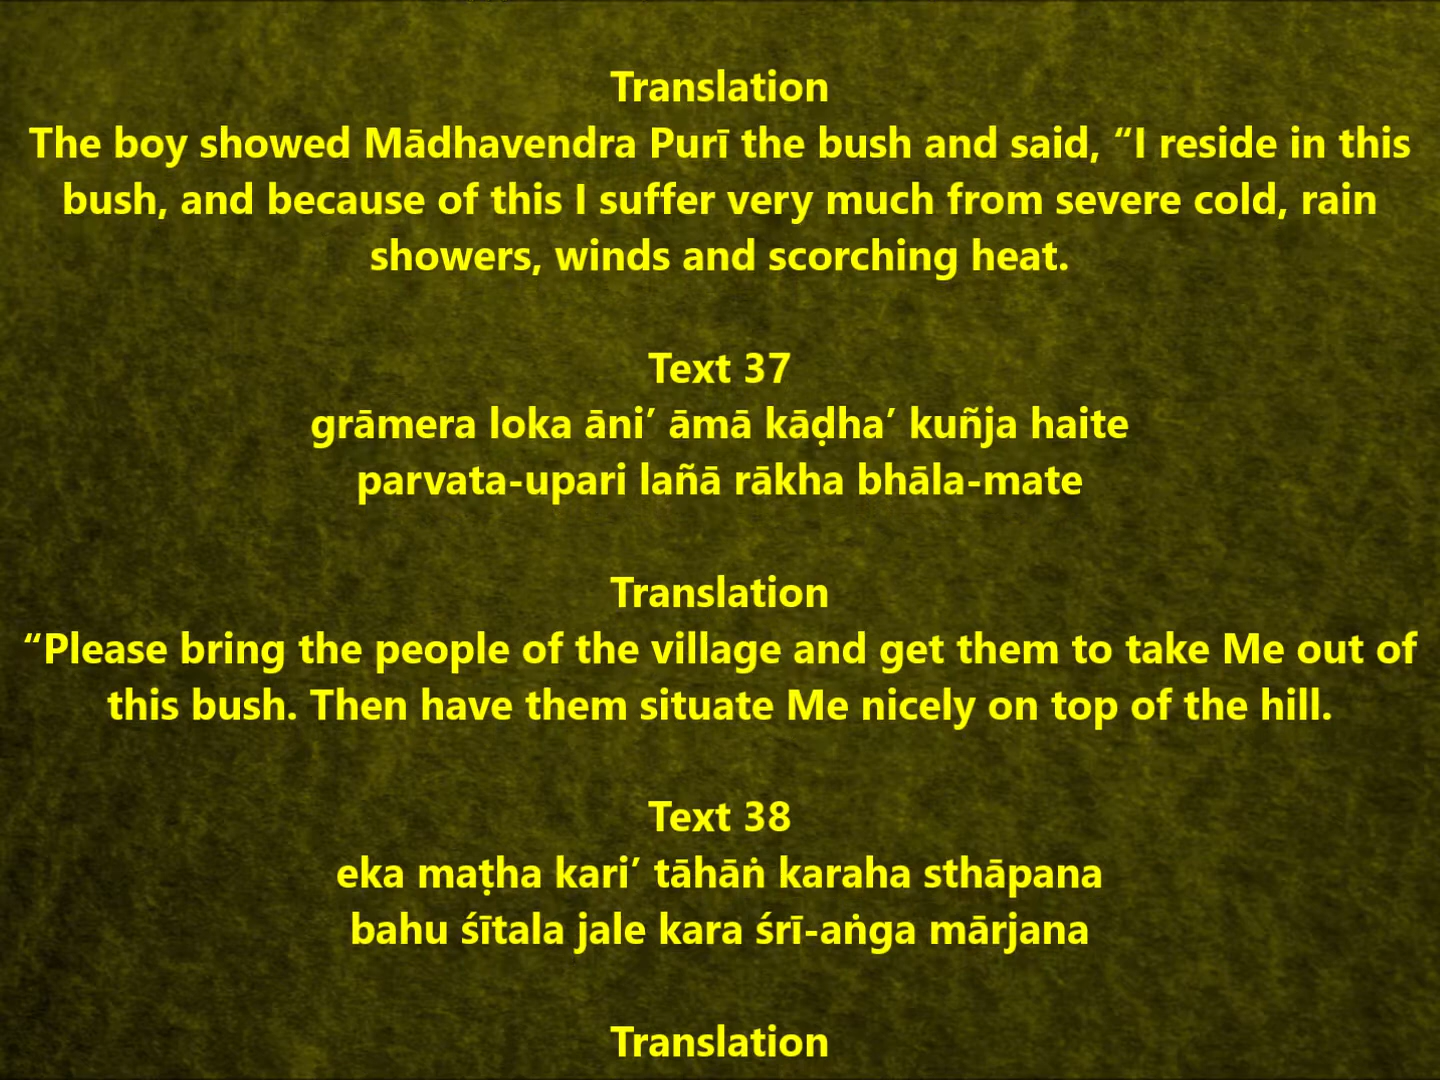 Translation
The boy showed Mādhavendra Purī the bush and said, “I reside in this
bush, and because of this I suffer very much from severe cold, rain
showers, winds and scorching heat.
Text 37
grāmera loka āni’ āmā kāḍha’ kuñja haite
parvata-upari lañā rākha bhāla-mate
Translation
“Please bring the people of the village and get them to take Me out of
this bush. Then have them situate Me nicely on top of the hill.
Text 38
eka maṭha kari’ tāhāṅ karaha sthāpana
bahu śītala jale kara śrī-aṅga mārjana
Translation